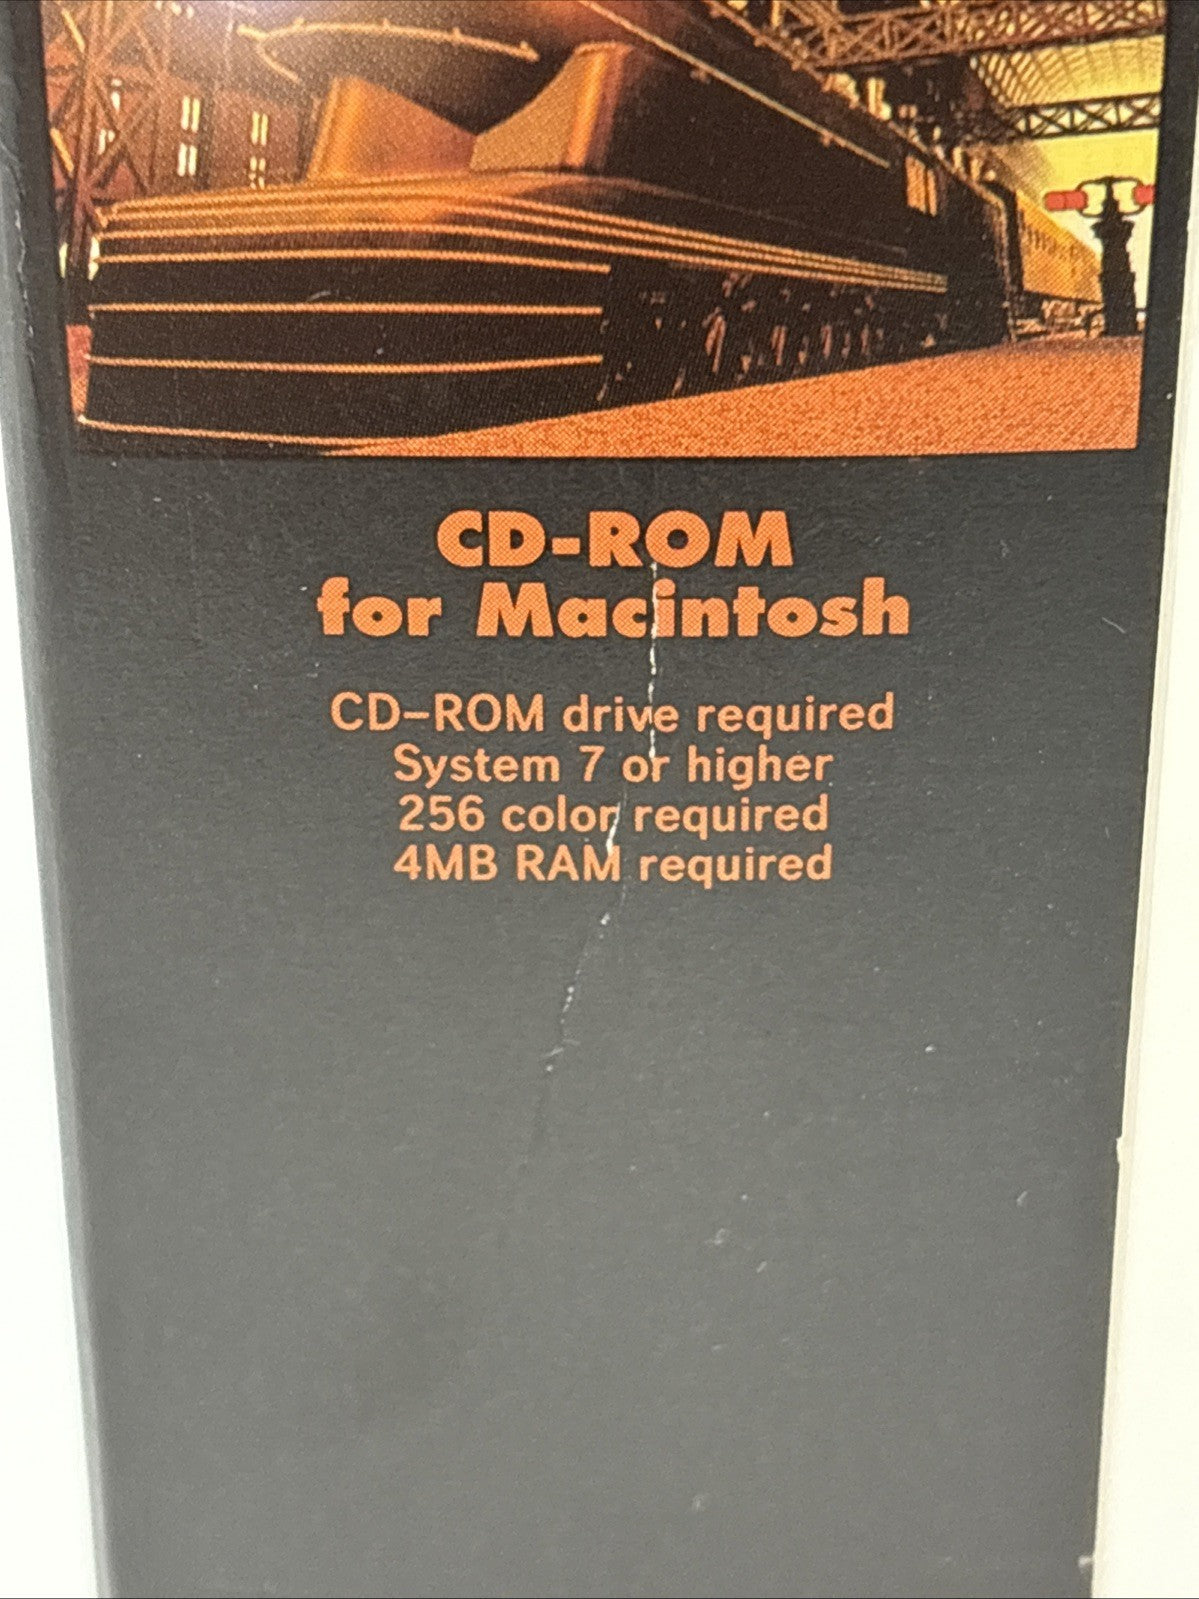 CD-ROM
for Macintosh
CD-ROM drive required
System 7 or higher
256 color required
4MB RAM required